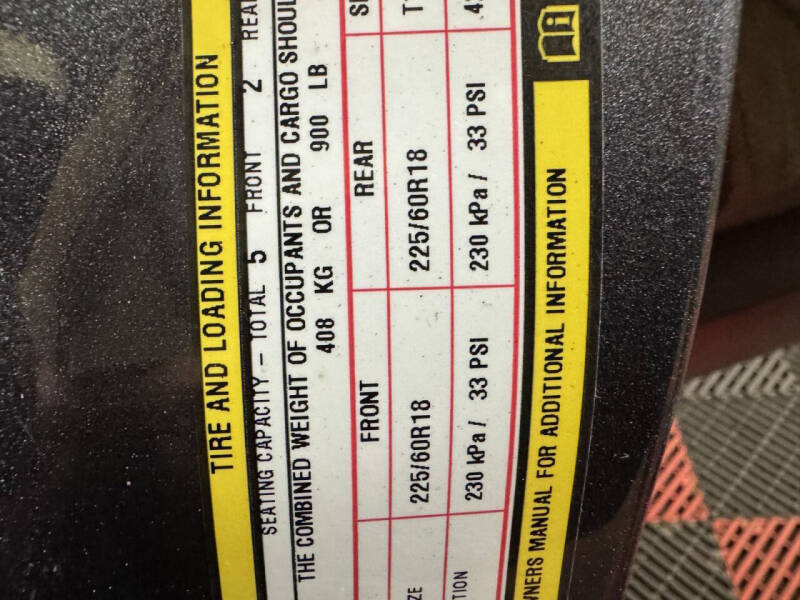 TIRE AND LOADING INFORMATION
SEATING CAPACITY – TOTAL 5 FRONT 2
THE COMBINED WEIGHT OF OCCUPANTS AND CARGO
408 KG OR 900 LB
FRONT REAR
225/60R18 225/60R18
230 kPa / 33 PSI 230 kPa / 33 PSI
MANUAL FOR ADDITIONAL INFORMATION